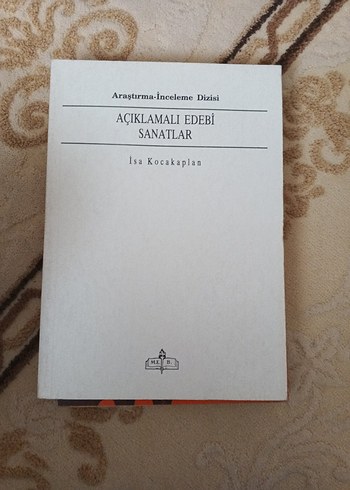 Araştırma-İnceleme Dizisi
AÇIKLAMALI EDEBİ
SANATLAR
İsa Kocakaplan
M.E. B.